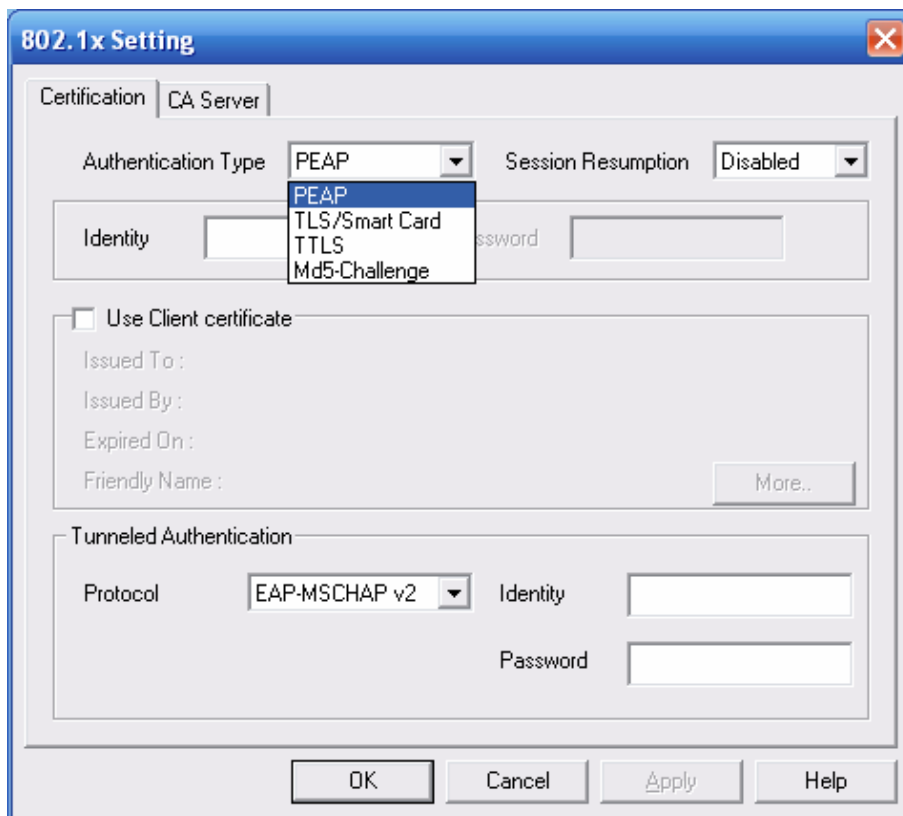 802.1x Setting
Certification CA Server
Authentication Type PEAP Session Resumption Disabled
PEAP
TLS/Smart Card
TTLS
Md5-Challenge
Identity ssword
Use Client certificate
Issued To :
Issued By :
Expired On :
Friendly Name :
More..
Tunneled Authentication
Protocol EAP-MSCHAP v2 Identity
Password
OK Cancel Apply Help